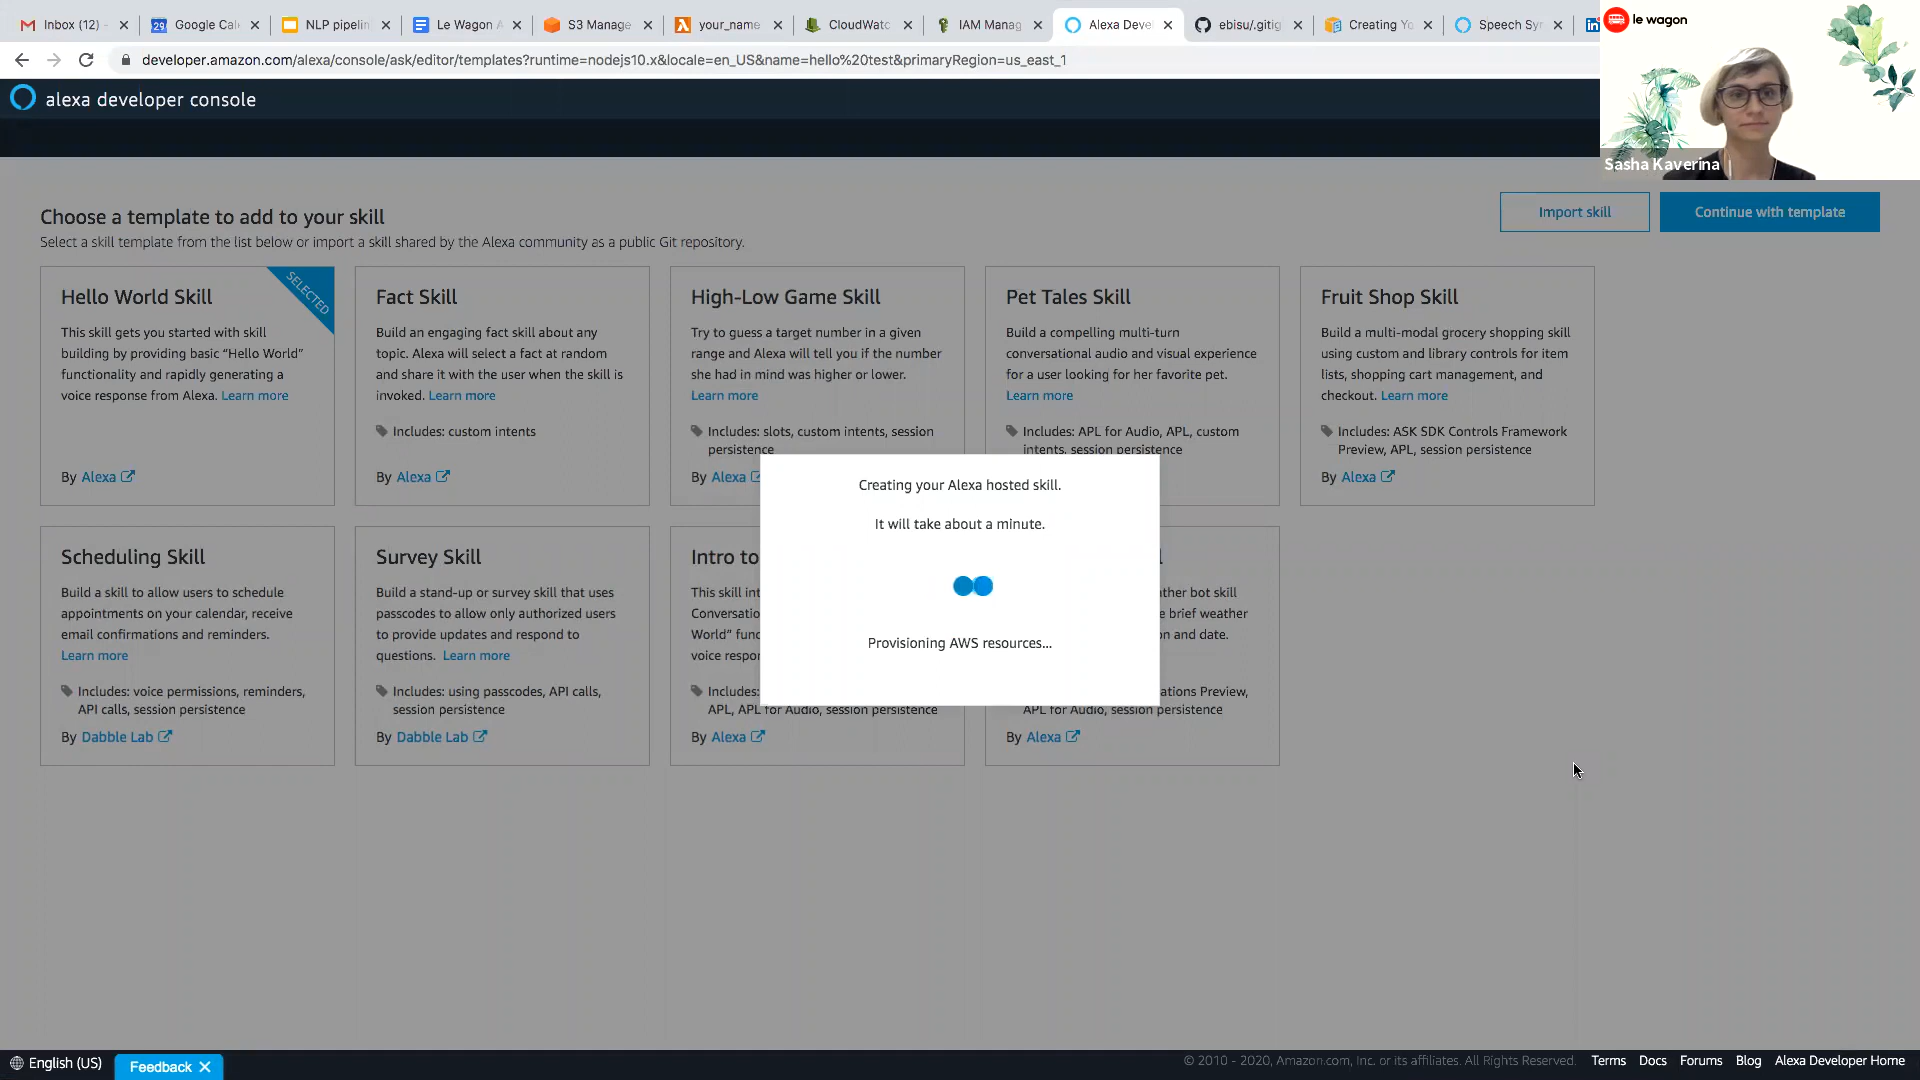 Inbox (12) -
Google Cal
NLP pipelin
Le Wagon A
S3 Manage
your_name
CloudWatc
IAM Manag
Alexa Deve
ebisu/.gitig
Creating Yo
Speech Syn
le wagon
developer.amazon.com/alexa/console/ask/editor/templates?runtime=nodejs10.x&locale=en_US&name=hello%20test&primaryRegion=us_east_1
alexa developer console
Sasha Kaverina
Choose a template to add to your skill
Select a skill template from the list below or import a skill shared by the Alexa community as a public Git repository.
Import skill
Continue with template
Hello World Skill
SELECTED
This skill gets you started with skill
building by providing basic “Hello World”
functionality and rapidly generating a
voice response from Alexa. Learn more
By Alexa
Fact Skill
Build an engaging fact skill about any
topic. Alexa will select a fact at random
and share it with the user when the skill is
invoked. Learn more
Includes: custom intents
By Alexa
High-Low Game Skill
Try to guess a target number in a given
range and Alexa will tell you if the number
she had in mind was higher or lower.
Learn more
Includes: slots, custom intents, session
persistence
By Alexa
Pet Tales Skill
Build a compelling multi-turn
conversational audio and visual experience
for a user looking for her favorite pet.
Learn more
Includes: APL for Audio, APL, custom
intents, session persistence
Fruit Shop Skill
Build a multi-modal grocery shopping skill
using custom and library controls for item
lists, shopping cart management, and
checkout. Learn more
Includes: ASK SDK Controls Framework
Preview, APL, session persistence
By Alexa
Creating your Alexa hosted skill.
It will take about a minute.
Provisioning AWS resources...
Scheduling Skill
Build a skill to allow users to schedule
appointments on your calendar, receive
email confirmations and reminders.
Learn more
Includes: voice permissions, reminders,
API calls, session persistence
By Dabble Lab
Survey Skill
Build a stand-up or survey skill that uses
passcodes to allow only authorized users
to provide updates and respond to
questions. Learn more
Includes: using passcodes, API calls,
session persistence
By Dabble Lab
Intro to
This skill int
Conversatio
World” func
voice respor
Includes:
APL, APL for Audio, session persistence
By Alexa
ther bot skill
e brief weather
on and date.
ations Preview,
APL for Audio, session persistence
By Alexa
English (US)
Feedback
© 2010 - 2020, Amazon.com, Inc. or its affiliates. All Rights Reserved.
Terms
Docs
Forums
Blog
Alexa Developer Home